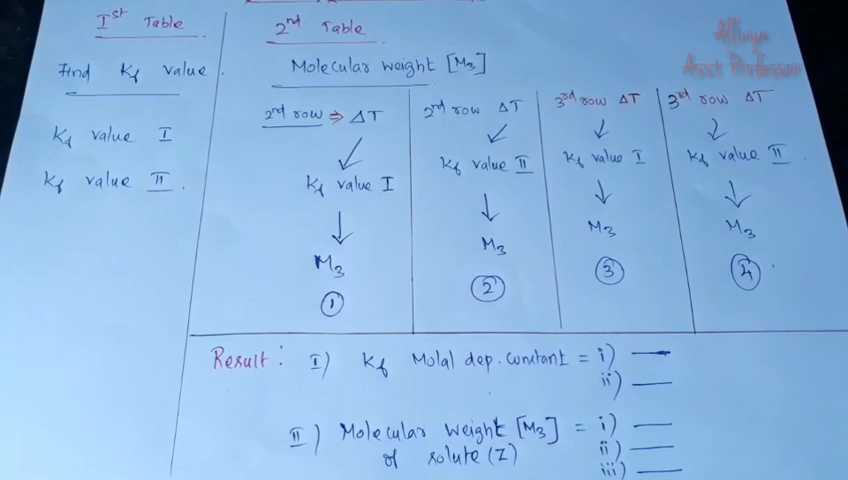 Ist Table
Find Kf value.
Kf value I
Kf value II.
2nd Table
Molecular weight [M3]
2nd row ⇒ ΔT
Kf value I
M3
1
2nd row ΔT
Kf value II
M3
2
3rd row ΔT
Kf value I
M3
3
3rd row ΔT
Kf value II
M3
4
Result: I) Kf Molal dep. constant = i)
ii)
II) Molecular weight [M3] = i)
of solute (Z) ii)
iii)
Asst Professor